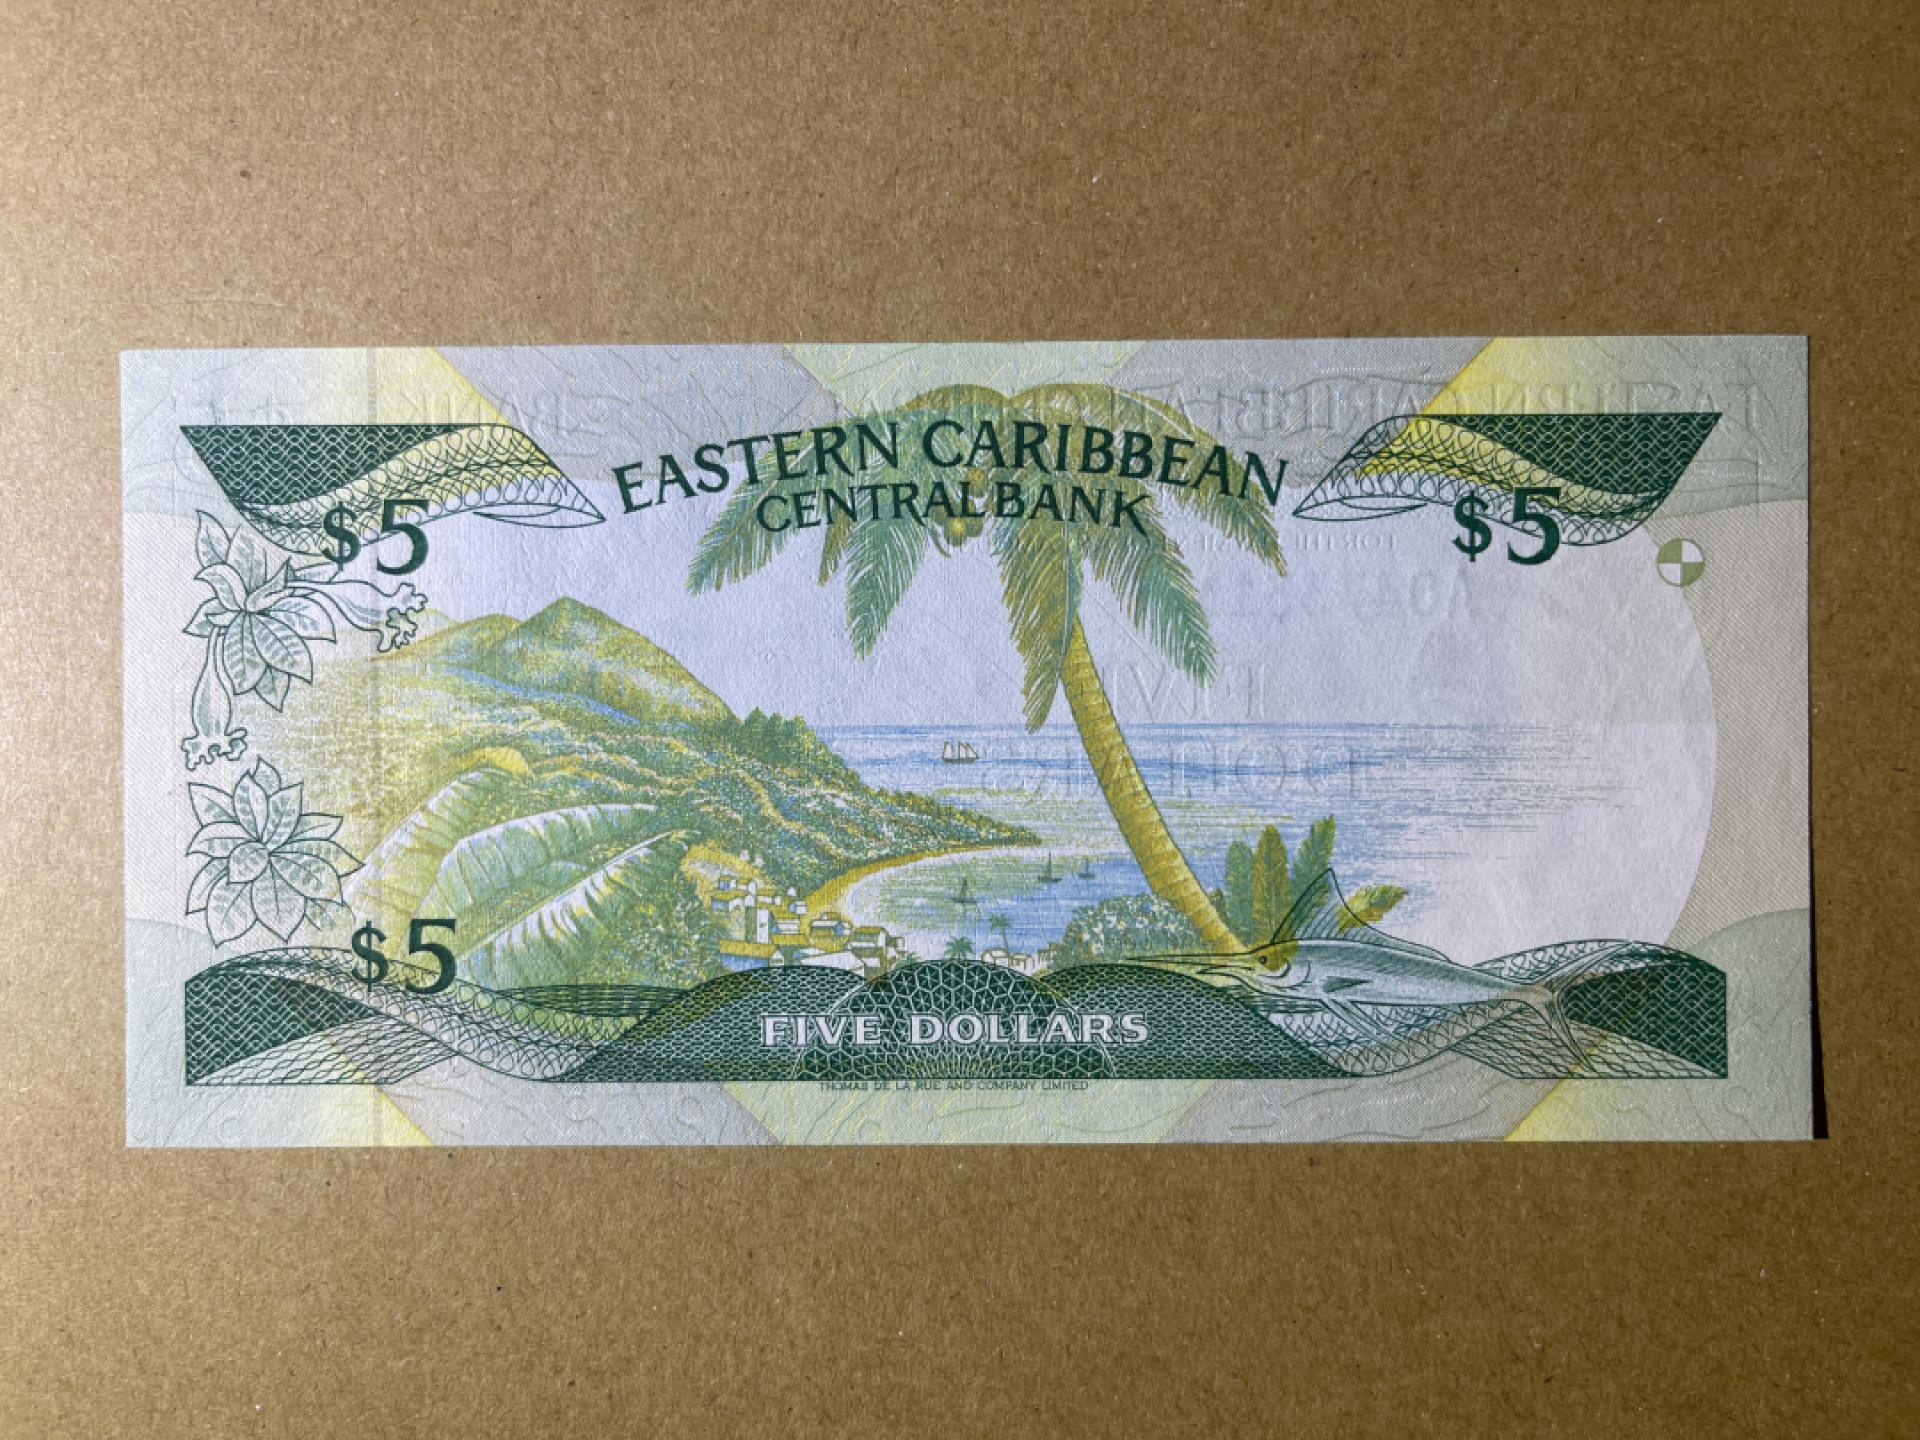 EASTERN CARIBBEAN
CENTRAL BANK
$5
$5
$5
FIVE DOLLARS
THOMAS DE LA RUE AND COMPANY LIMITED